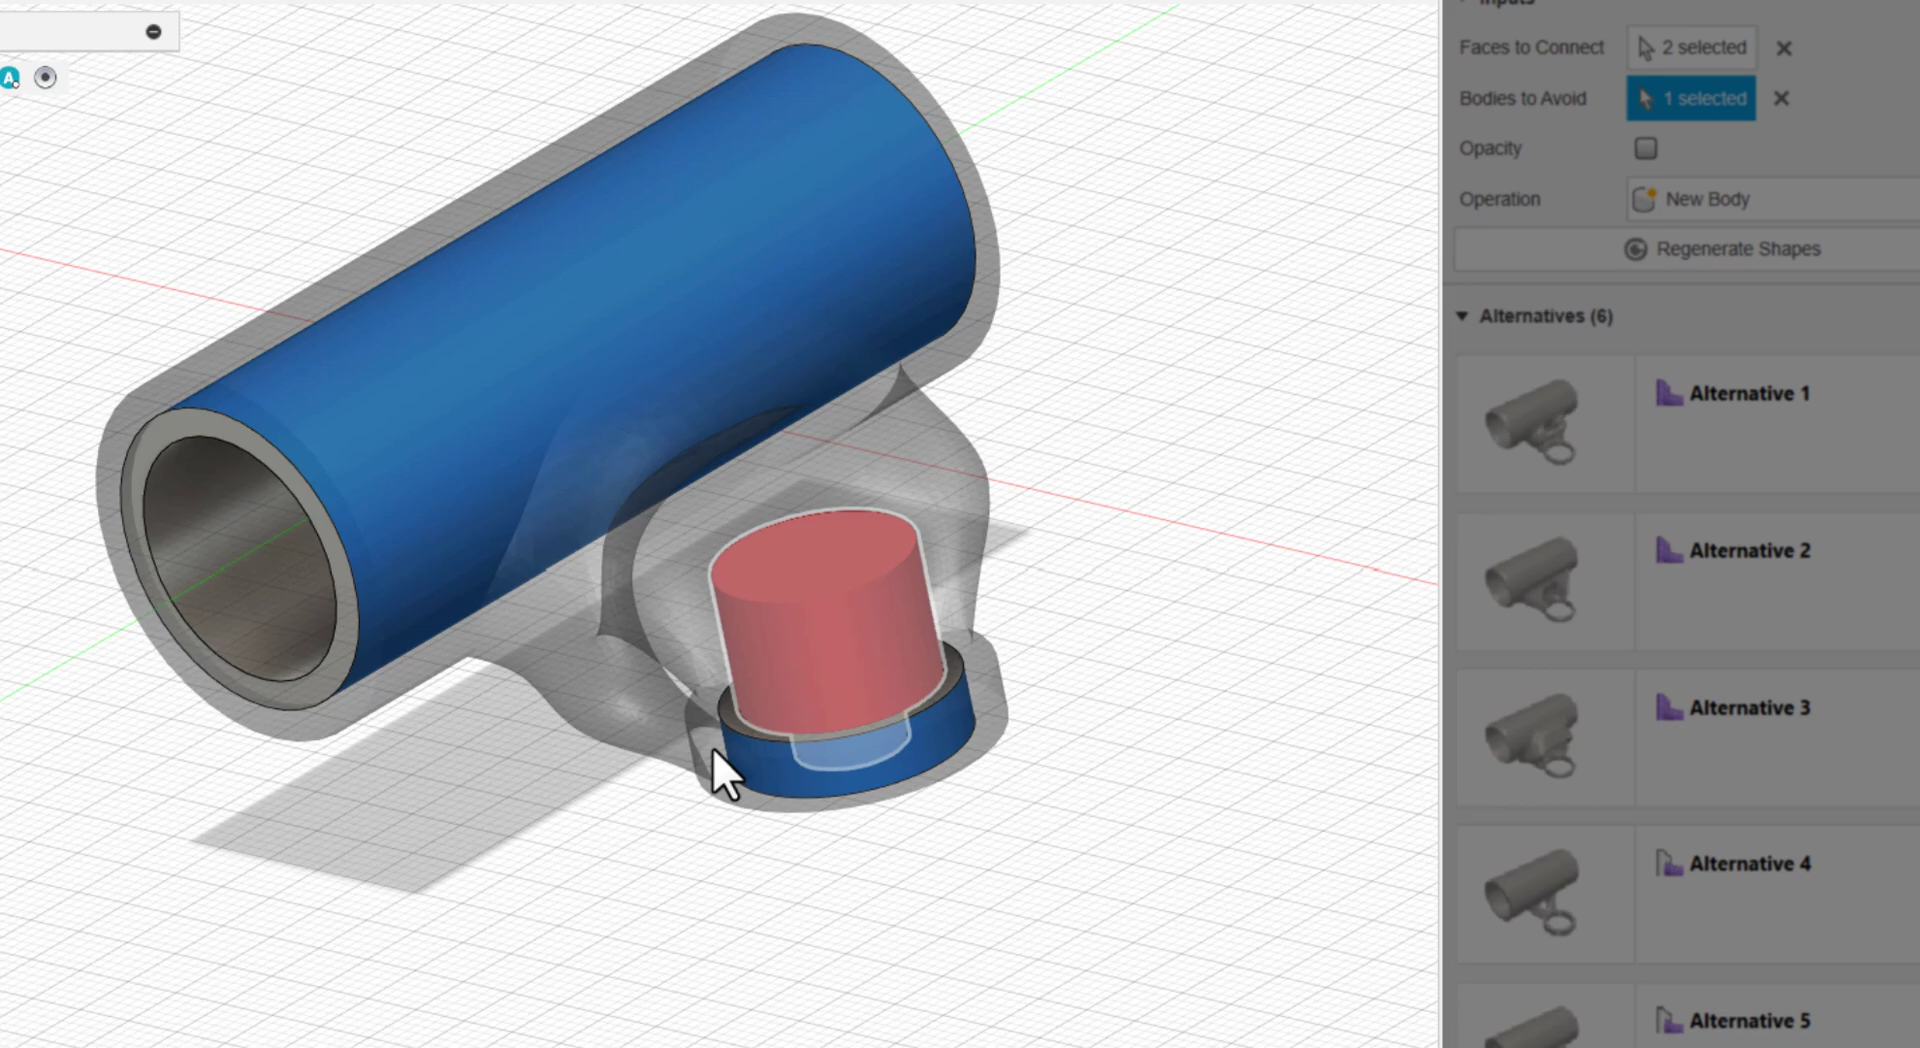 Inputs
Faces to Connect 2 selected
Bodies to Avoid 1 selected
Opacity
Operation New Body
Regenerate Shapes
Alternatives (6)
Alternative 1
Alternative 2
Alternative 3
Alternative 4
Alternative 5
A